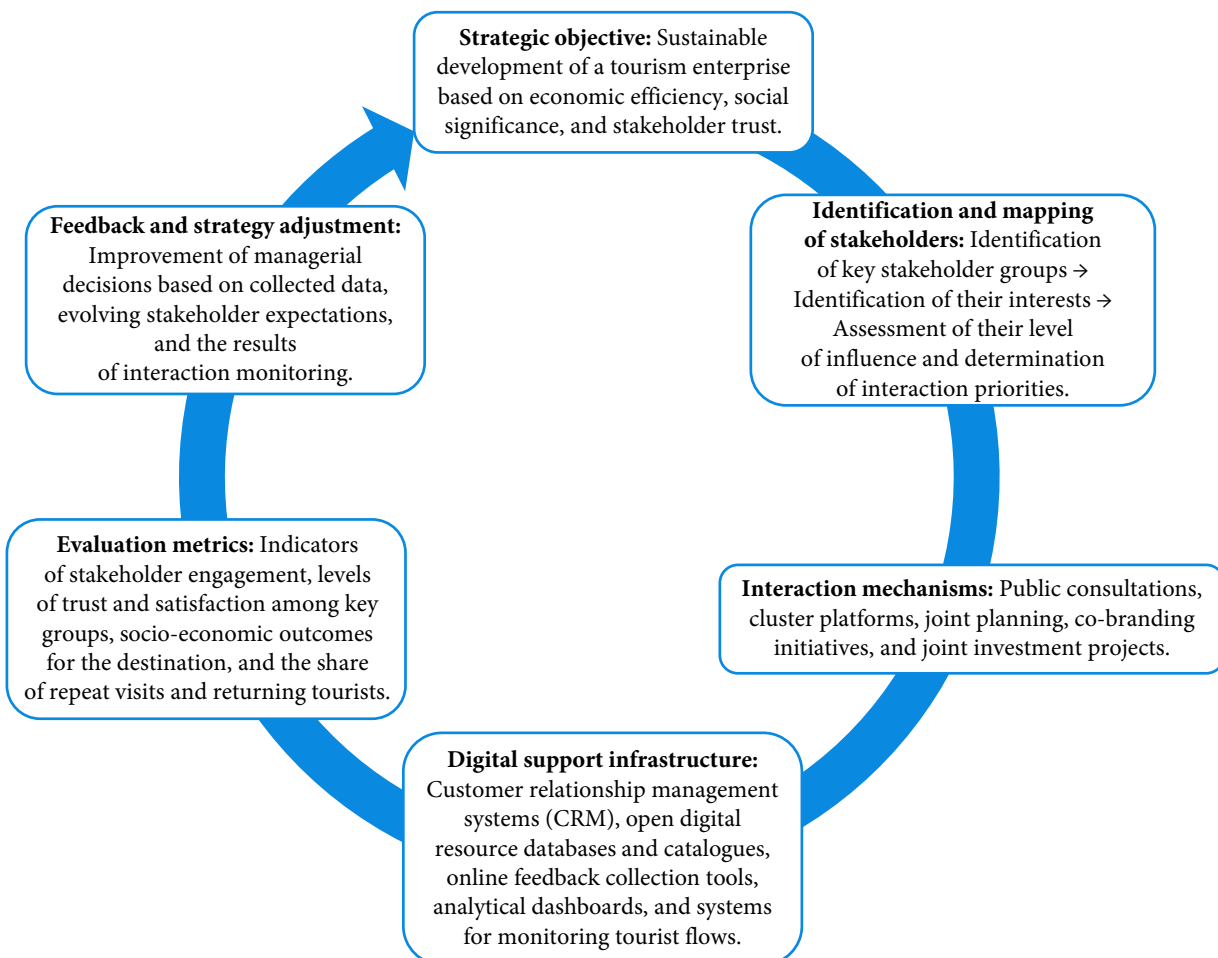 Strategic objective: Sustainable
development of a tourism enterprise
based on economic efficiency, social
significance, and stakeholder trust.
Identification and mapping
of stakeholders: Identification
of key stakeholder groups →
Identification of their interests →
Assessment of their level
of influence and determination
of interaction priorities.
Interaction mechanisms: Public consultations,
cluster platforms, joint planning, co-branding
initiatives, and joint investment projects.
Digital support infrastructure:
Customer relationship management
systems (CRM), open digital
resource databases and catalogues,
online feedback collection tools,
analytical dashboards, and systems
for monitoring tourist flows.
Evaluation metrics: Indicators
of stakeholder engagement, levels
of trust and satisfaction among key
groups, socio-economic outcomes
for the destination, and the share
of repeat visits and returning tourists.
Feedback and strategy adjustment:
Improvement of managerial
decisions based on collected data,
evolving stakeholder expectations,
and the results
of interaction monitoring.